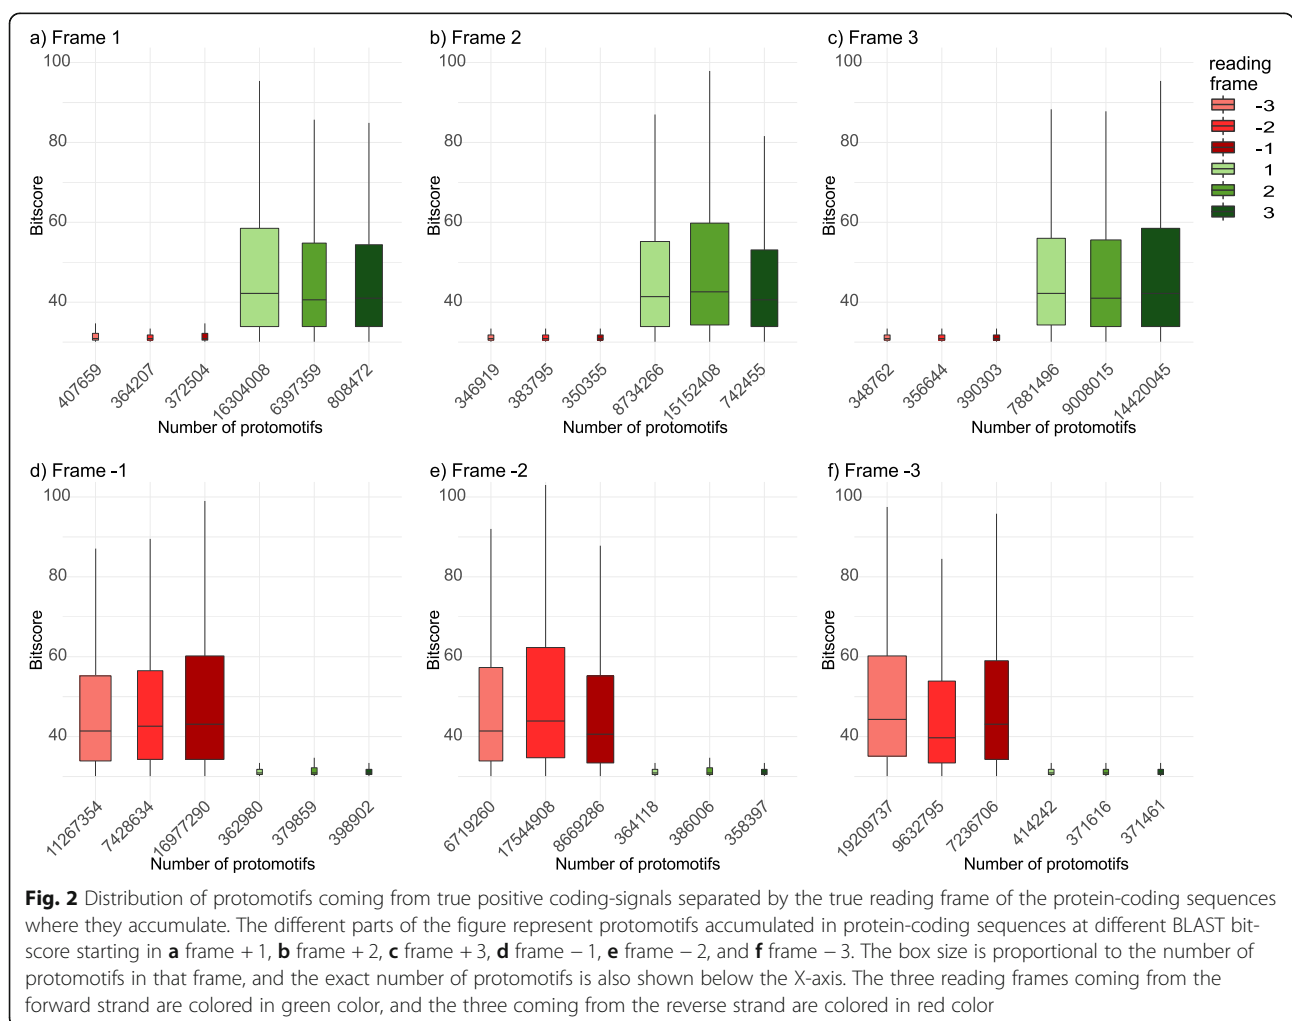 a) Frame 1
b) Frame 2
c) Frame 3
reading
frame
-3
-2
-1
1
2
3
Bitscore
100
80
60
40
407659
364207
372504
16304008
6397359
808472
Number of protomotifs
Bitscore
100
80
60
40
346919
383795
350355
8734266
15152408
742455
Number of protomotifs
Bitscore
100
80
60
40
348762
356644
390303
7881496
9008015
14420045
Number of protomotifs
d) Frame -1
Bitscore
100
80
60
40
11267354
7428634
16977290
362980
379859
398902
Number of protomotifs
e) Frame -2
Bitscore
100
80
60
40
6719260
17544908
8669286
364118
386006
358397
Number of protomotifs
f) Frame -3
Bitscore
100
80
60
40
19209737
9632795
7236706
414242
371616
371461
Number of protomotifs
Fig. 2 Distribution of protomotifs coming from true positive coding-signals separated by the true reading frame of the protein-coding sequences
where they accumulate. The different parts of the figure represent protomotifs accumulated in protein-coding sequences at different BLAST bit-
score starting in a frame + 1, b frame + 2, c frame + 3, d frame − 1, e frame − 2, and f frame − 3. The box size is proportional to the number of
protomotifs in that frame, and the exact number of protomotifs is also shown below the X-axis. The three reading frames coming from the
forward strand are colored in green color, and the three coming from the reverse strand are colored in red color